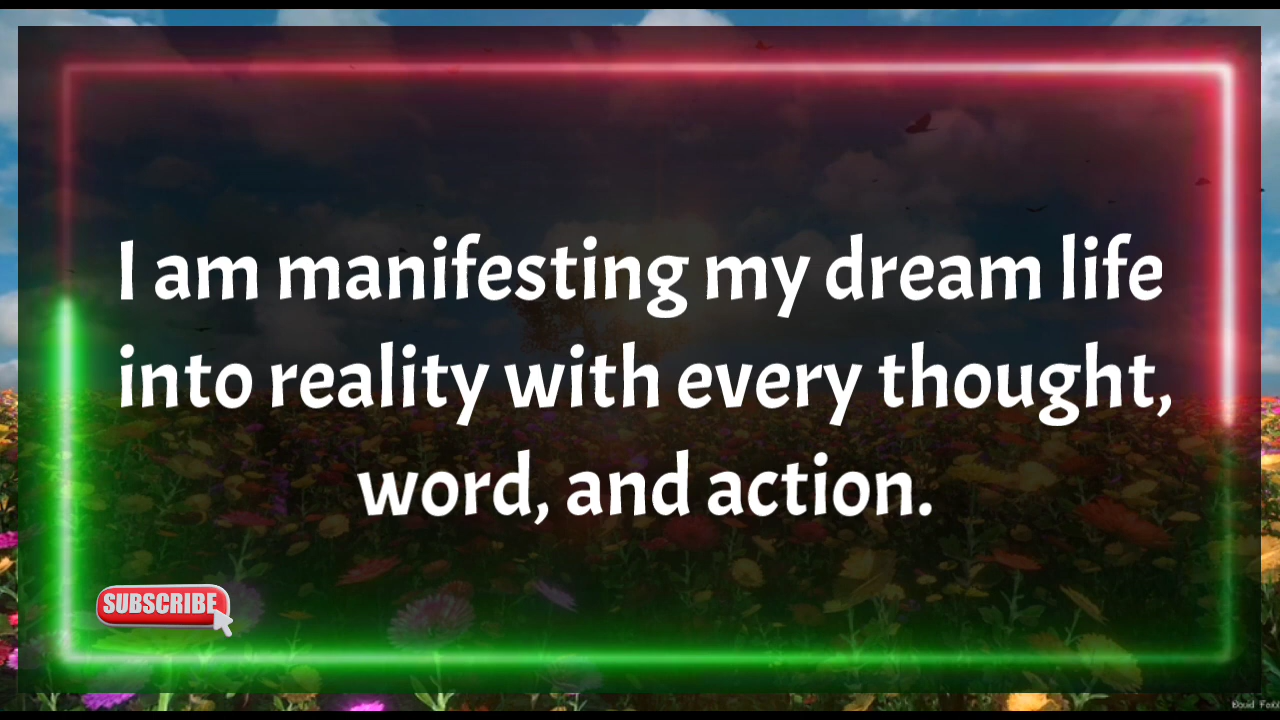 I am manifesting my dream life
into reality with every thought,
word, and action.
SUBSCRIBE